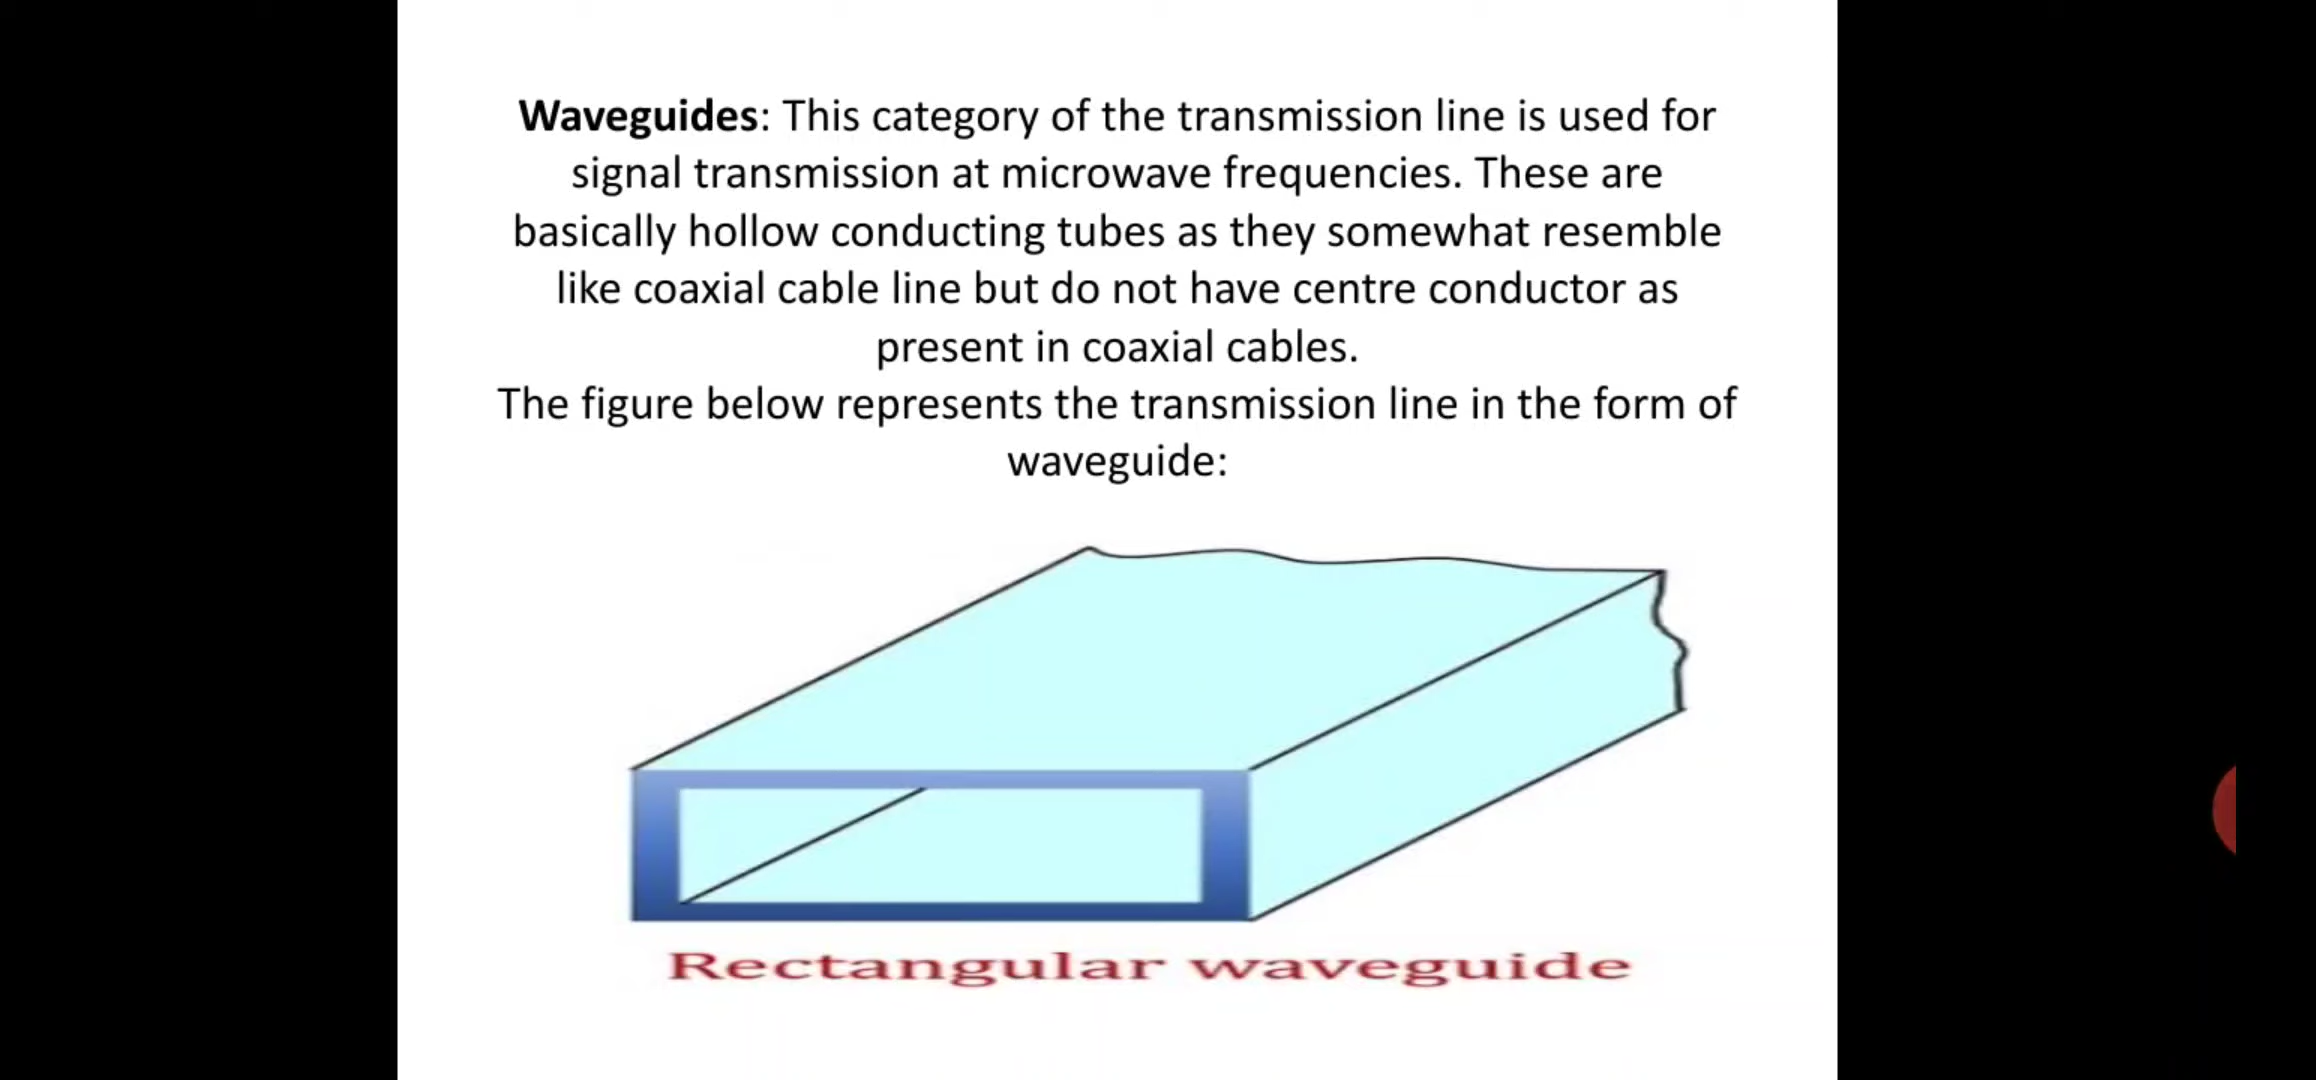 Waveguides: This category of the transmission line is used for
signal transmission at microwave frequencies. These are
basically hollow conducting tubes as they somewhat resemble
like coaxial cable line but do not have centre conductor as
present in coaxial cables.
The figure below represents the transmission line in the form of
waveguide:
Rectangular waveguide